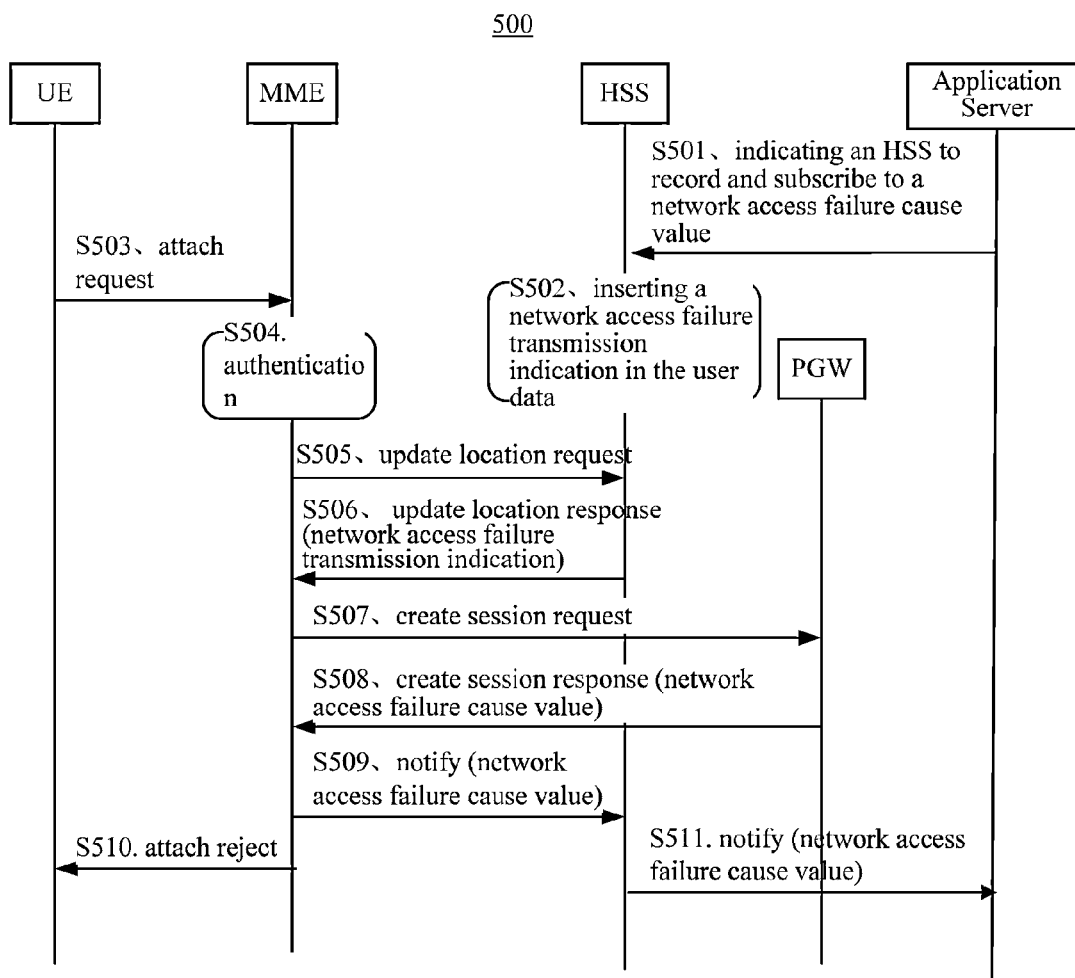 500
UE
MME
HSS
Application
Server
S501、indicating an HSS to
record and subscribe to a
network access failure cause
value
S503、attach
request
S502、inserting a
network access failure
transmission
indication in the user
data
PGW
S504.
authenticatio
n
S505、update location request
S506、 update location response
(network access failure
transmission indication)
S507、create session request
S508、create session response (network
access failure cause value)
S509、notify (network
access failure cause value)
S510. attach reject
S511. notify (network access
failure cause value)